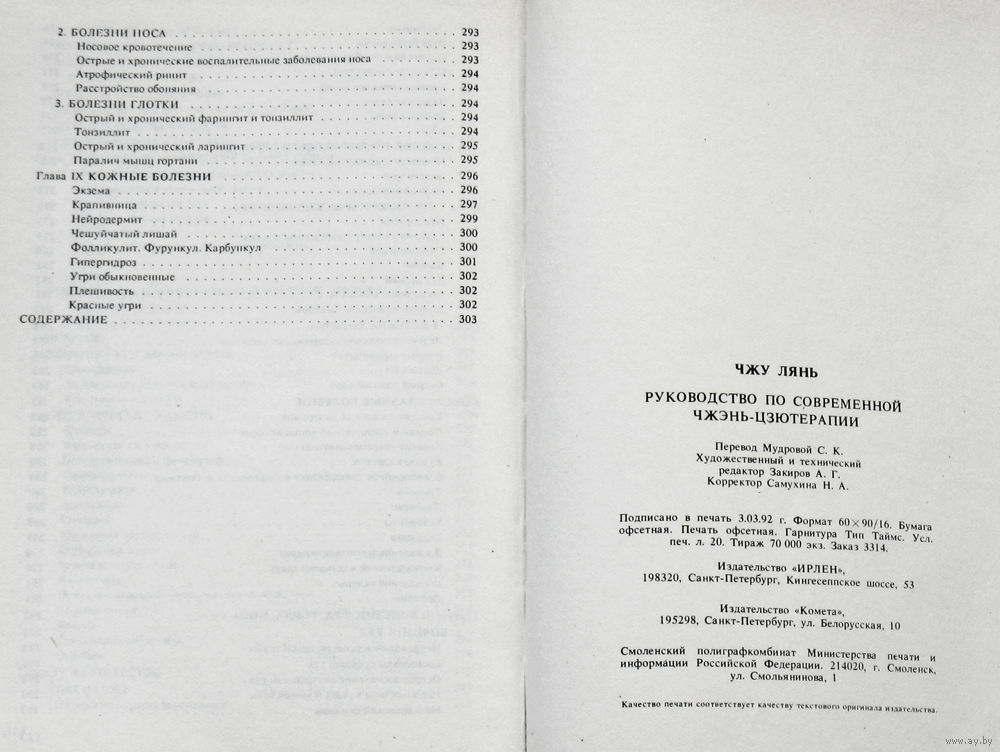 2. БОЛЕЗНИ НОСА . . . 293
Носовое кровотечение . . . 293
Острые и хронические воспалительные заболевания носа . . . 293
Атрофический ринит . . . 294
Расстройство обоняния . . . 294
3. БОЛЕЗНИ ГЛОТКИ . . . 294
Острый и хронический фарингит и тонзиллит . . . 294
Тонзиллит . . . 294
Острый и хронический ларингит . . . 295
Паралич мышц гортани . . . 295
Глава IX КОЖНЫЕ БОЛЕЗНИ . . . 296
Экзема . . . 296
Крапивница . . . 297
Нейродермит . . . 299
Чешуйчатый лишай . . . 300
Фолликулит. Фурункул. Карбункул . . . 300
Гипергидроз . . . 301
Угри обыкновенные . . . 302
Плешивость . . . 302
Красные угри . . . 302
СОДЕРЖАНИЕ . . . 303
ЧЖУ ЛЯНЬ
РУКОВОДСТВО ПО СОВРЕМЕННОЙ
ЧЖЭНЬ-ЦЗЮТЕРАПИИ
Перевод Мудровой С. К.
Художественный и технический
редактор Закиров А. Г.
Корректор Самухина Н. А.
Подписано в печать 3.03.92 г. Формат 60×90/16. Бумага
офсетная. Печать офсетная. Гарнитура Тип Таймс. Усл.
печ. л. 20. Тираж 70 000 экз. Заказ 3314.
Издательство «ИРЛЕН»,
198320, Санкт-Петербург, Кингесеппское шоссе, 53
Издательство «Комета»,
195298, Санкт-Петербург, ул. Белорусская, 10
Смоленский полиграфкомбинат Министерства печати и
информации Российской Федерации. 214020, г. Смоленск,
ул. Смольянинова, 1
Качество печати соответствует качеству текстового оригинала издательства.
www.ay.by